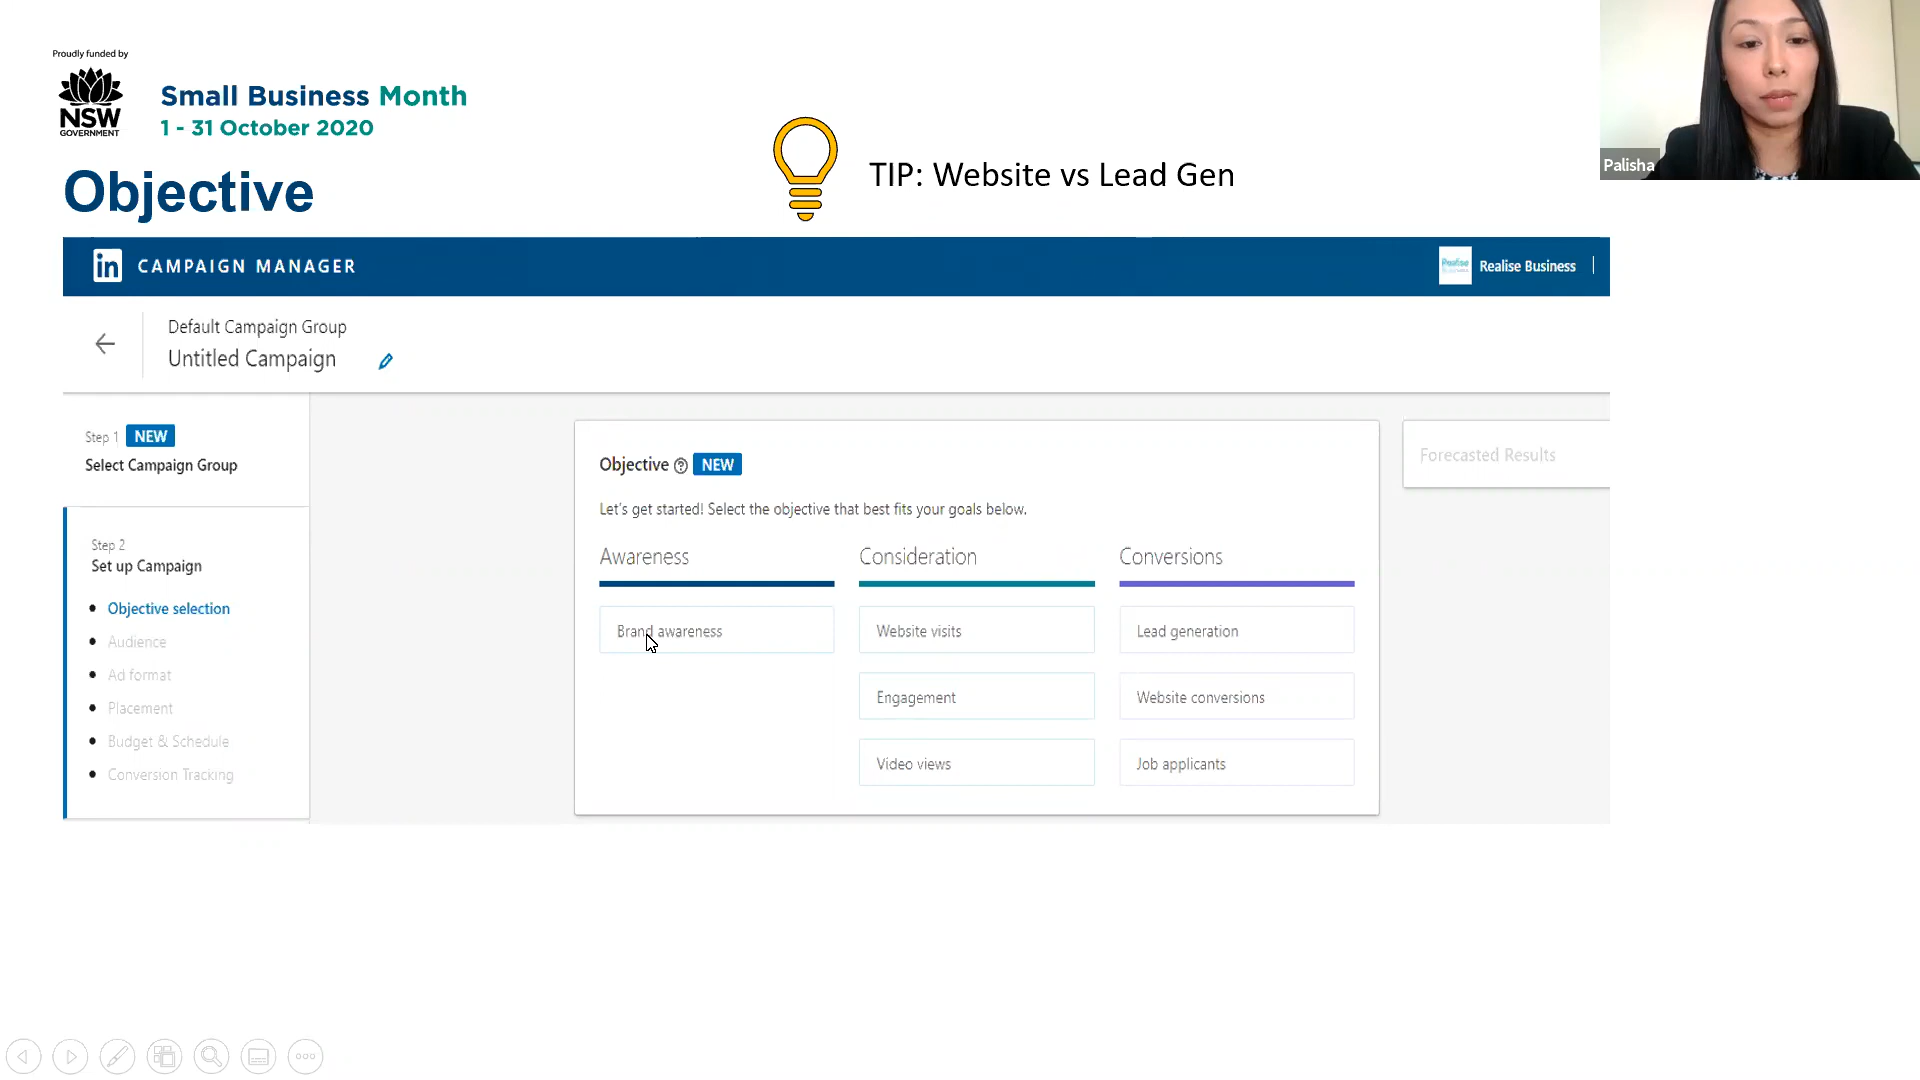 Proudly funded by
NSW
GOVERNMENT
Small Business Month
1 - 31 October 2020
Objective
TIP: Website vs Lead Gen
Palisha
in CAMPAIGN MANAGER
Realise Business
Default Campaign Group
Untitled Campaign
Step 1 NEW
Select Campaign Group
Step 2
Set up Campaign
Objective selection
Audience
Ad format
Placement
Budget & Schedule
Conversion Tracking
Objective NEW
Let's get started! Select the objective that best fits your goals below.
Awareness
Brand awareness
Consideration
Website visits
Engagement
Video views
Conversions
Lead generation
Website conversions
Job applicants
Forecasted Results